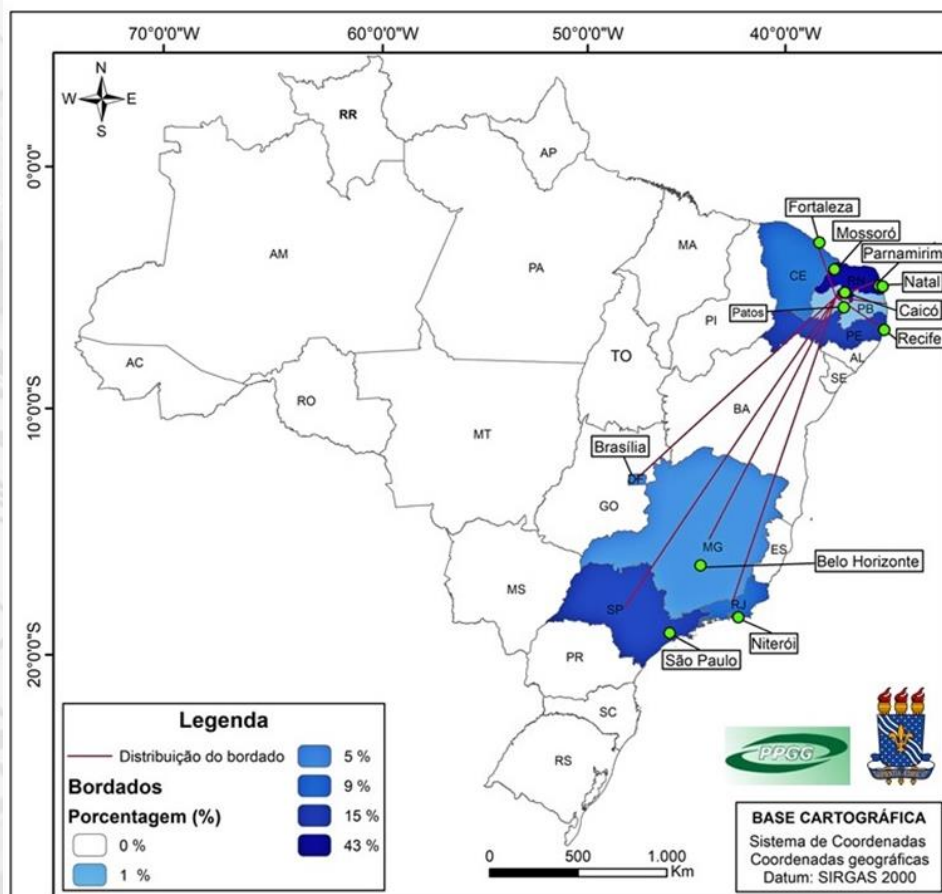 70°0'0"W 60°0'0"W 50°0'0"W 40°0'0"W
N
W E
S
RR
AP
0°0'0"
Fortaleza
Mossoró
Parnamirim
MA
AM
PA
CE
RN
Natal
Caicó
Patos
PB
PI
PE
Recife
AL
TO
AC
SE
RO
10°0'0"S
BA
MT
Brasília
DF
GO
MG
ES
Belo Horizonte
MS
SP
RJ
Niterói
São Paulo
20°0'0"S
PR
SC
RS
Legenda
Distribuição do bordado
Bordados
Porcentagem (%)
0 %
1 %
5 %
9 %
15 %
43 %
0 500 1.000
Km
PPGG
BASE CARTOGRÁFICA
Sistema de Coordenadas
Coordenadas geográficas
Datum: SIRGAS 2000